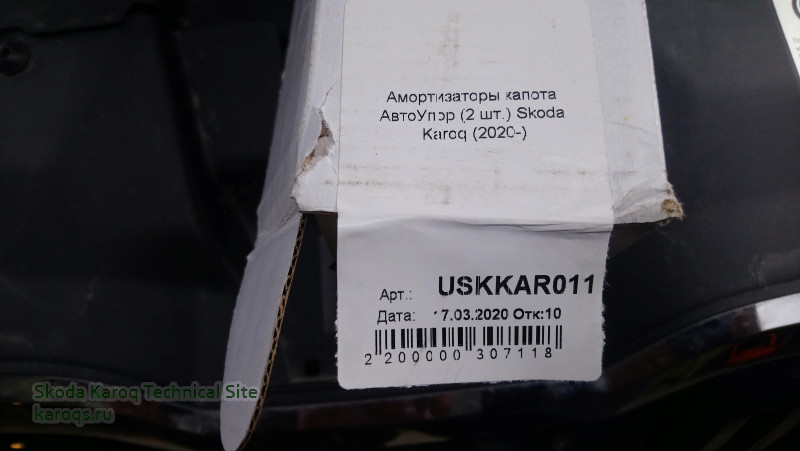 Амортизаторы капота
АвтоУпор (2 шт.) Skoda
Karoq (2020-)
Арт.: USKKAR011
Дата: 17.03.2020 Отк:10
2 200000 307118
Skoda Karoq Technical Site
karoqs.ru